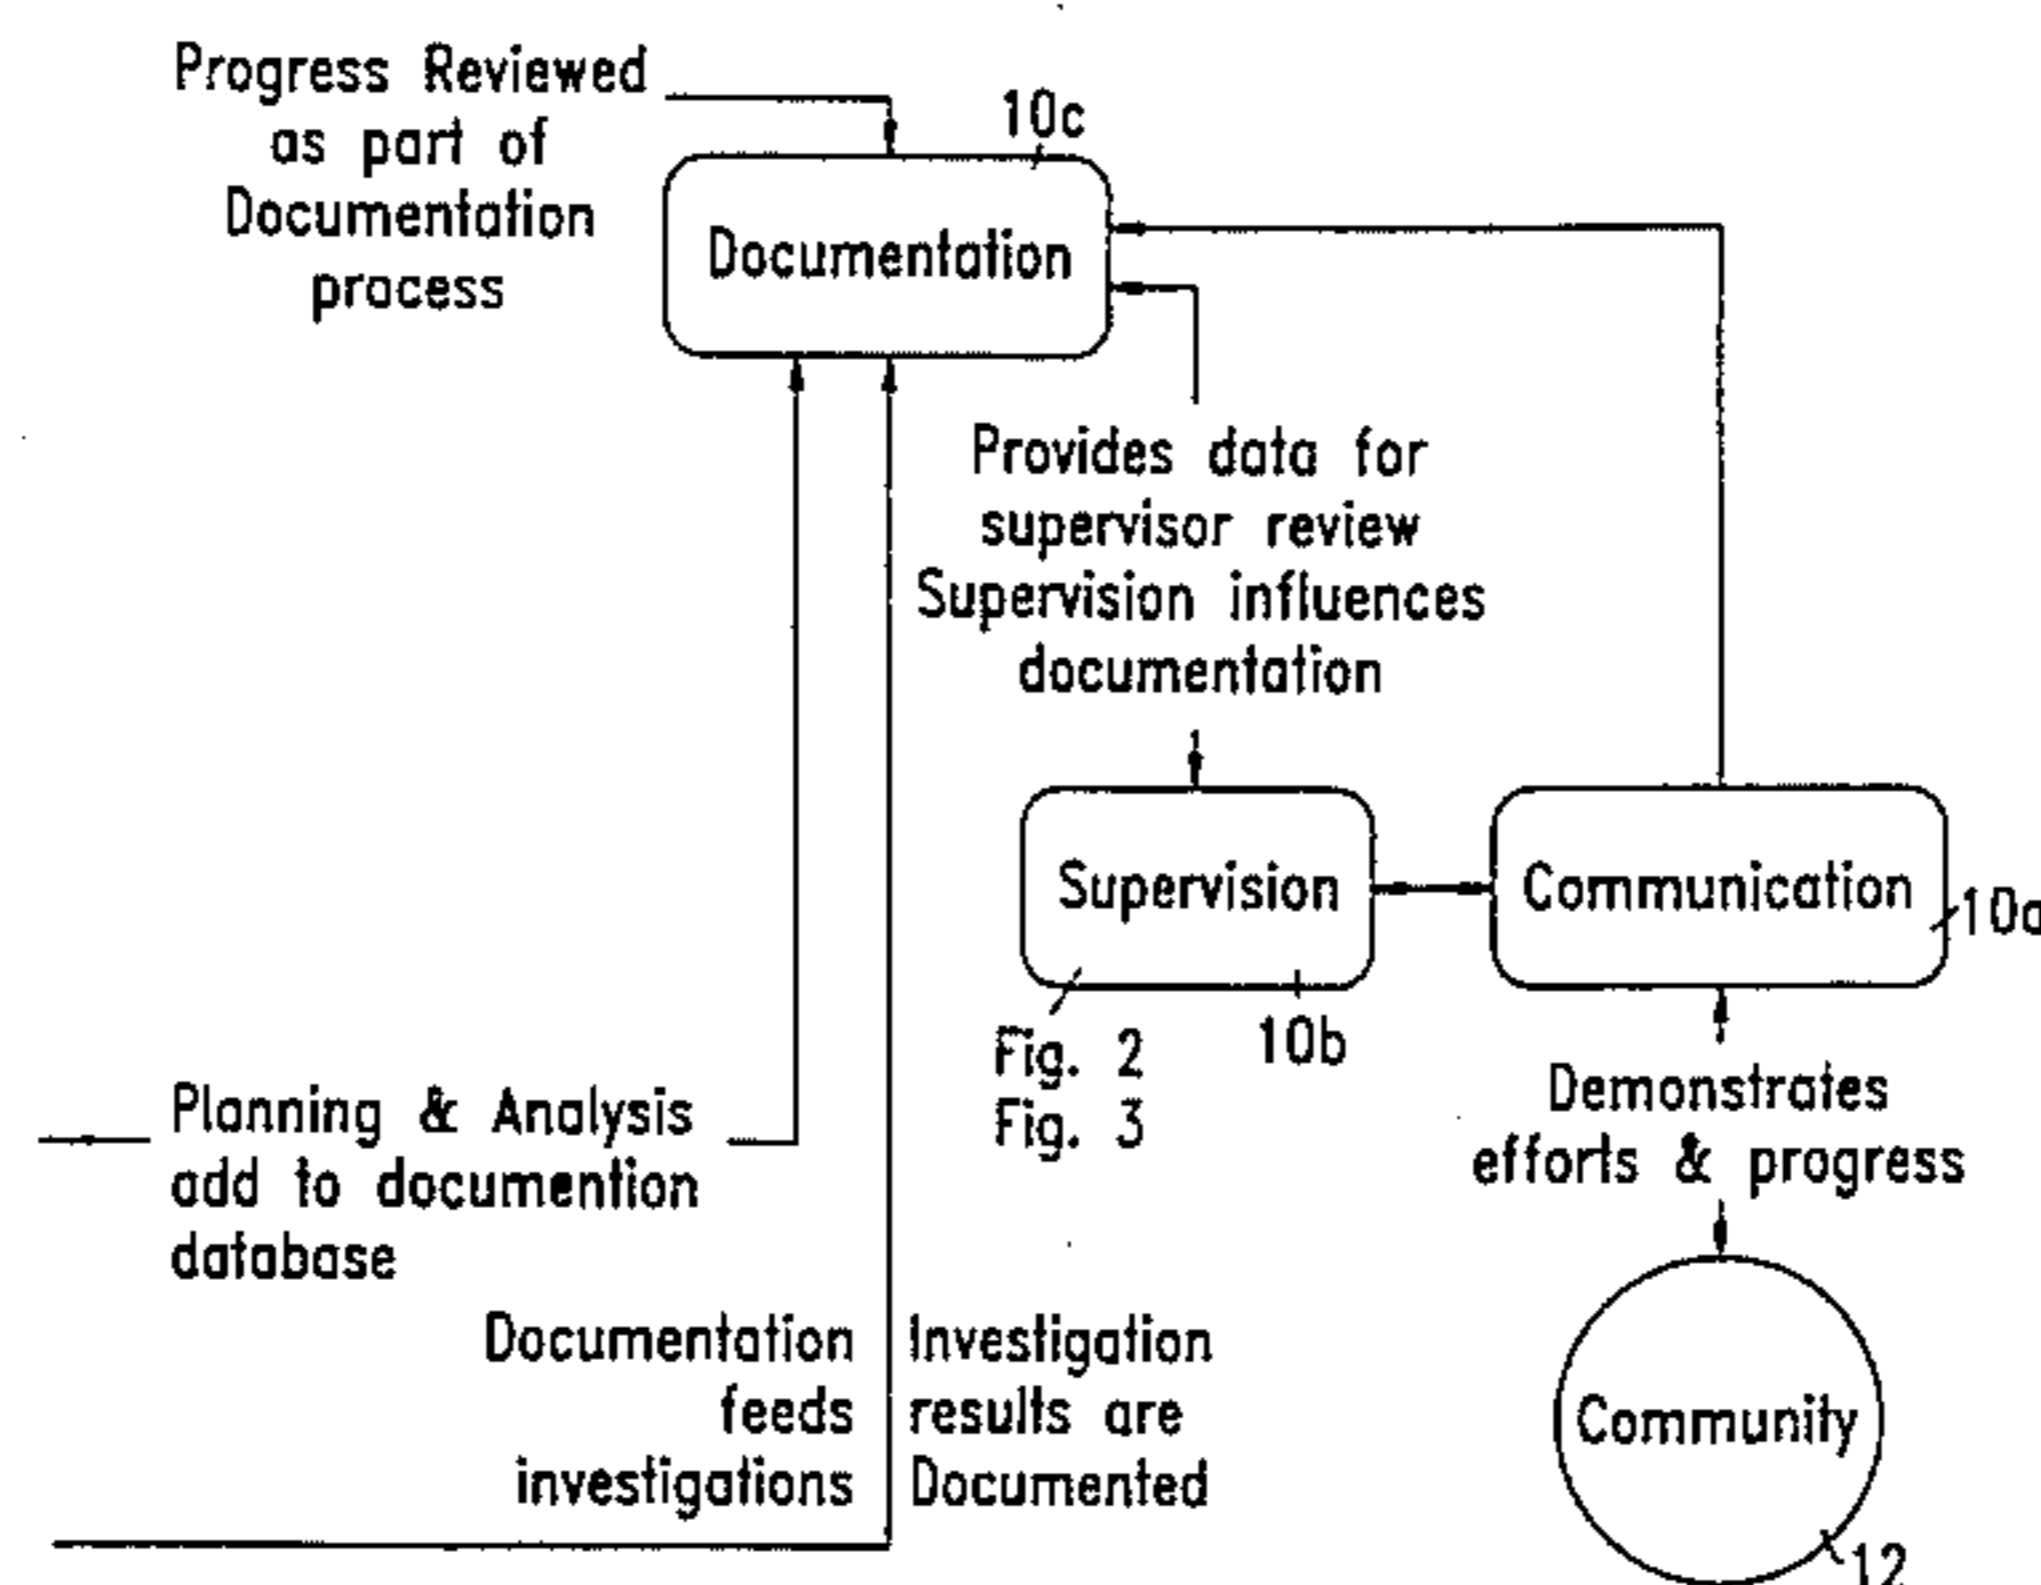 Progress Reviewed
as part of
Documentation
process
10c
Documentation
Provides data for
supervisor review
Supervision influences
documentation
Supervision
Communication
10a
Fig. 2
Fig. 3
10b
Demonstrates
efforts & progress
Planning & Analysis
add to documention
database
Documentation
feeds
investigations
Investigation
results are
Documented
Community
12